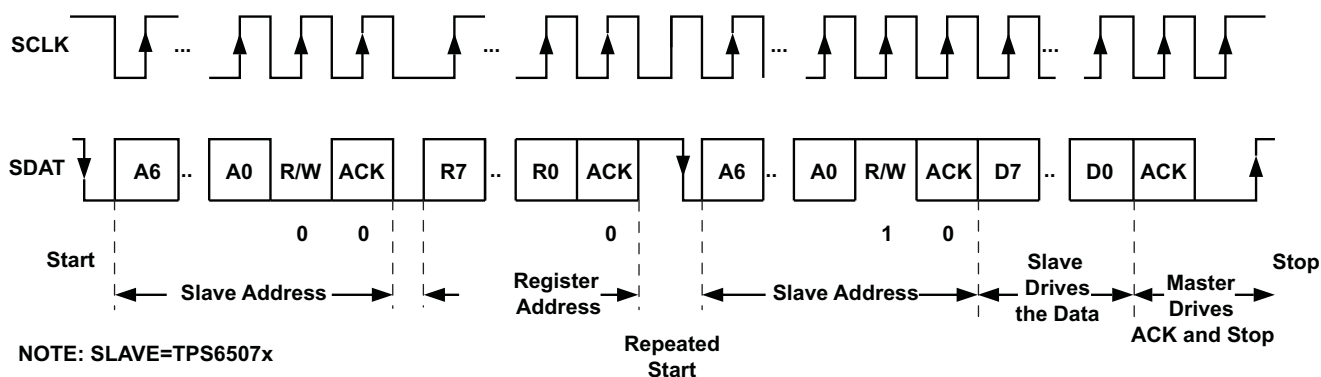 SCLK ... ... ... ...
SDAT A6 .. A0 R/W ACK R7 .. R0 ACK A6 .. A0 R/W ACK D7 .. D0 ACK
0 0 0 1 0
Start
Slave Address
Register
Address
Repeated
Start
Slave Address
Slave
Drives
the Data
Master
Drives
ACK and Stop
Stop
NOTE: SLAVE=TPS6507x